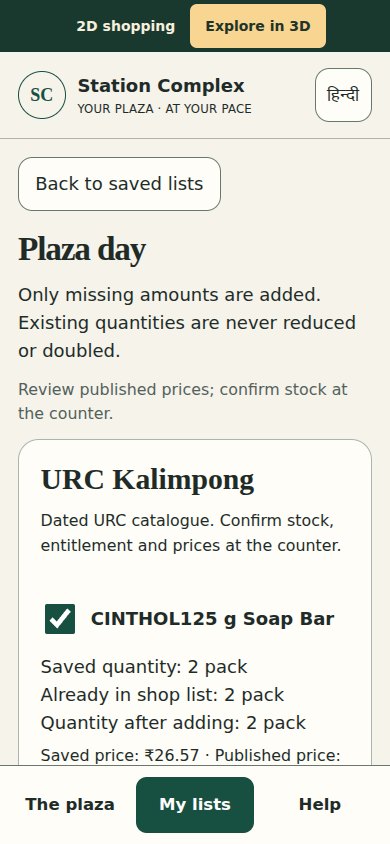 2D shopping Explore in 3D
SC
Station Complex
YOUR PLAZA · AT YOUR PACE
हिन्दी
Back to saved lists
Plaza day
Only missing amounts are added.
Existing quantities are never reduced
or doubled.
Review published prices; confirm stock at
the counter.
URC Kalimpong
Dated URC catalogue. Confirm stock,
entitlement and prices at the counter.
CINTHOL125 g Soap Bar
Saved quantity: 2 pack
Already in shop list: 2 pack
Quantity after adding: 2 pack
Saved price: ₹26.57 · Published price:
The plaza My lists Help